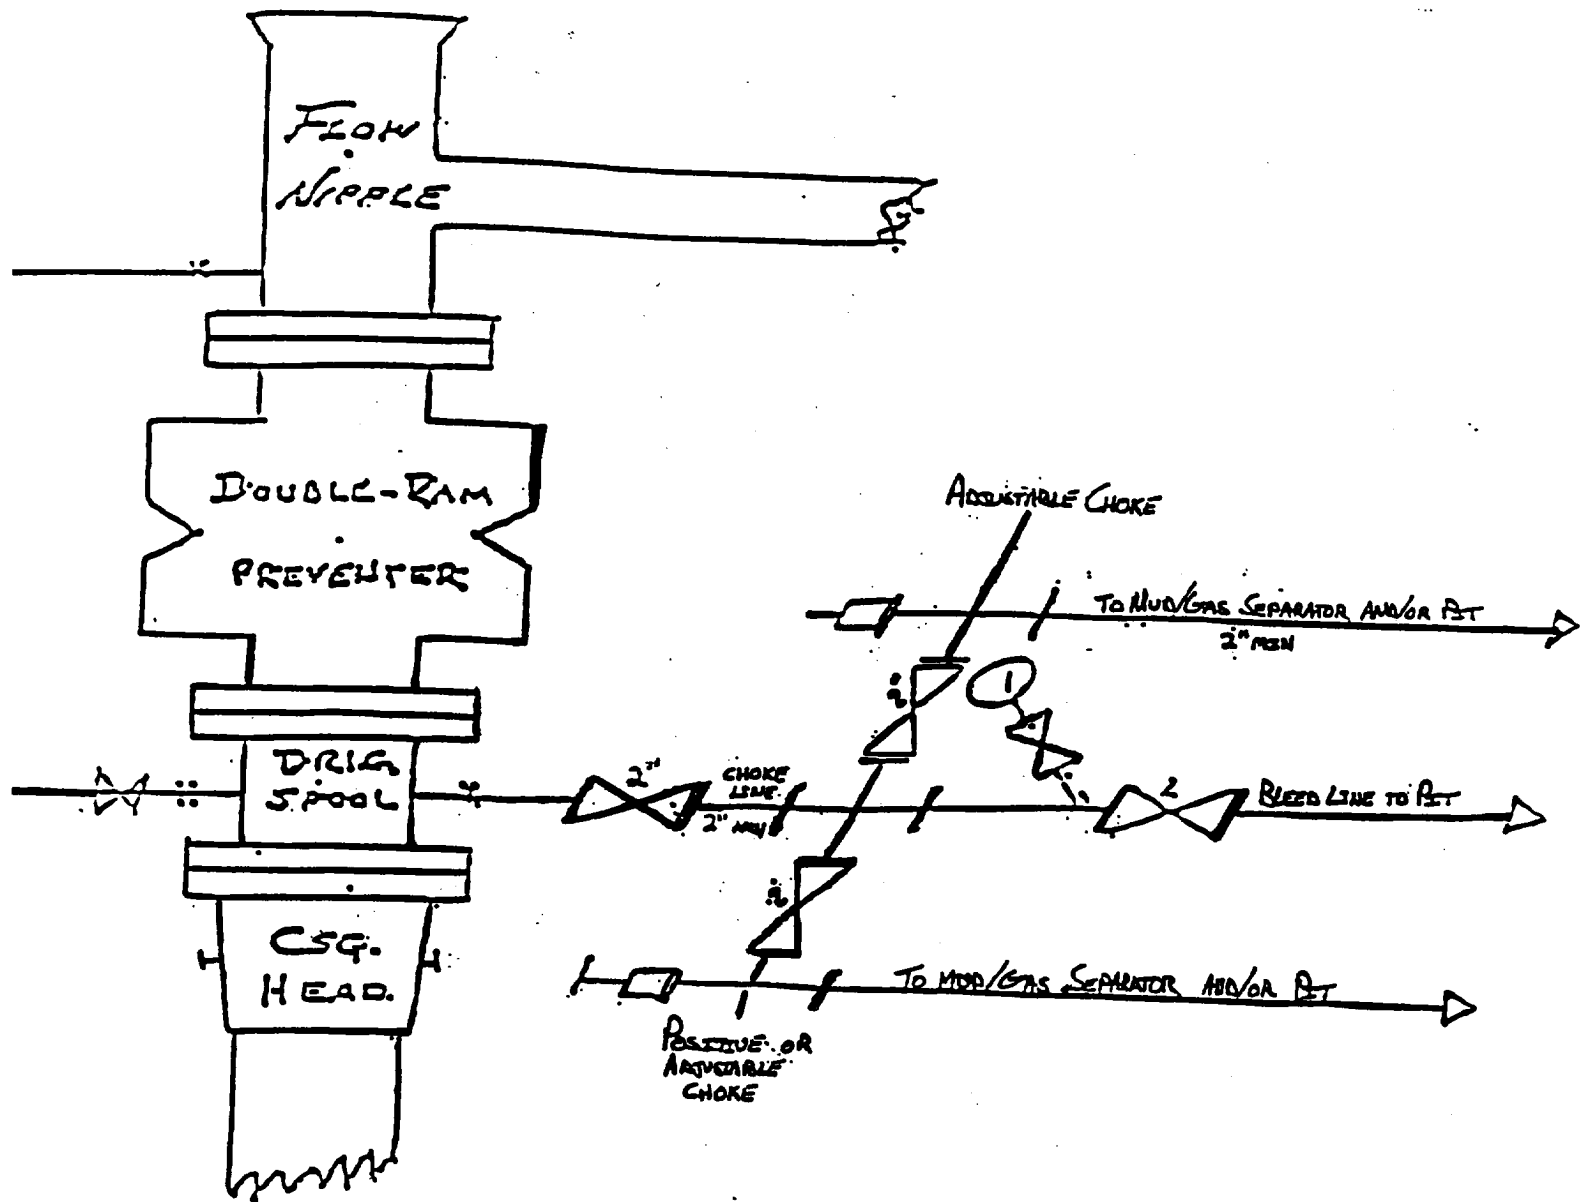 FLOW
NIPPLE
DOUBLE-RAM
PREVENTER
ADJUSTABLE CHOKE
TO MUD/GAS SEPARATOR AND/OR PIT
2" MIN
2
1
DRLG.
SPOOL
2"
CHOKE
LINE
2" MIN
2
BLEED LINE TO PIT
2
CSG.
HEAD.
TO MUD/GAS SEPARATOR AND/OR PIT
POSITIVE OR
ADJUSTABLE
CHOKE